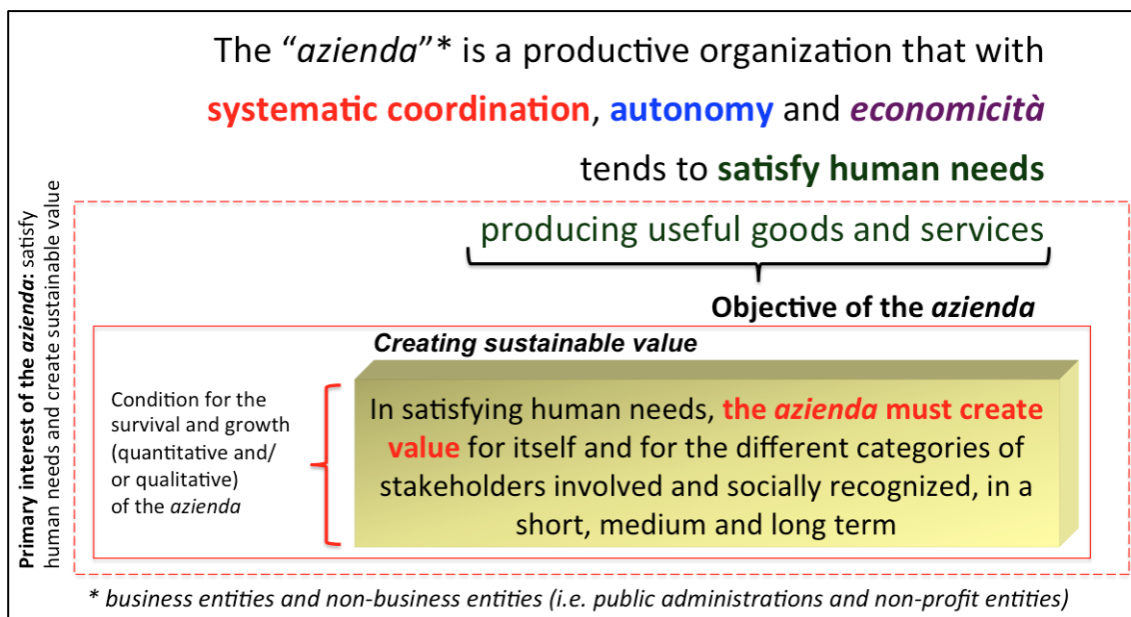 The “azienda”* is a productive organization that with
systematic coordination, autonomy and economicità
tends to satisfy human needs
producing useful goods and services
Objective of the azienda
Primary interest of the azienda: satisfy
human needs and create sustainable value
Creating sustainable value
Condition for the
survival and growth
(quantitative and/
or qualitative)
of the azienda
In satisfying human needs, the azienda must create
value for itself and for the different categories of
stakeholders involved and socially recognized, in a
short, medium and long term
* business entities and non-business entities (i.e. public administrations and non-profit entities)